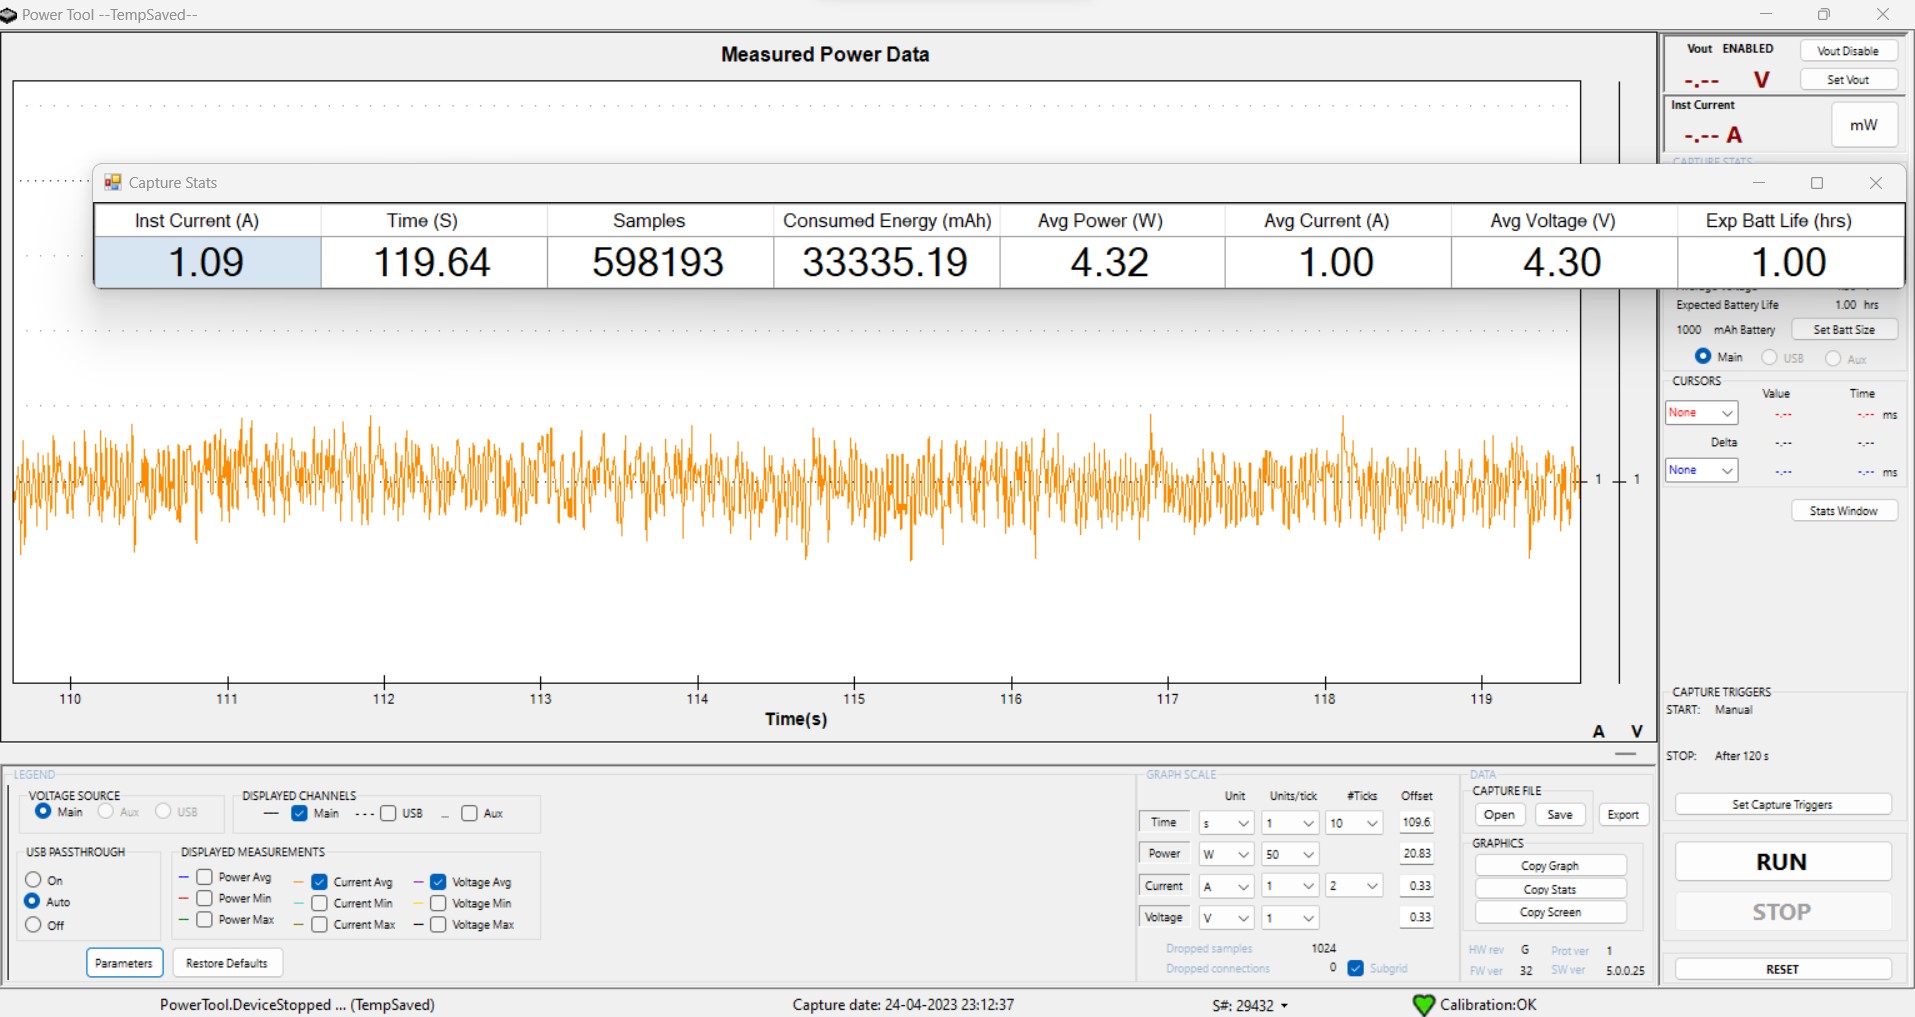 Power Tool --TempSaved--
Measured Power Data
Vout ENABLED
Vout Disable
-.-- V
Set Vout
Inst Current
-.-- A
mW
CAPTURE STATS
Capture Stats
Inst Current (A) Time (S) Samples Consumed Energy (mAh) Avg Power (W) Avg Current (A) Avg Voltage (V) Exp Batt Life (hrs)
1.09 119.64 598193 33335.19 4.32 1.00 4.30 1.00
Expected Battery Life 1.00 hrs
1000 mAh Battery Set Batt Size
Main USB Aux
CURSORS
Value Time
None -.-- -.-- ms
Delta -.-- -.--
None -.-- -.-- ms
Stats Window
1 1
110 111 112 113 114 115 116 117 118 119
Time(s)
A V
CAPTURE TRIGGERS
START: Manual
STOP: After 120 s
Set Capture Triggers
RUN
STOP
RESET
LEGEND
VOLTAGE SOURCE
Main Aux USB
DISPLAYED CHANNELS
Main USB Aux
USB PASSTHROUGH
On
Auto
Off
DISPLAYED MEASUREMENTS
Power Avg Current Avg Voltage Avg
Power Min Current Min Voltage Min
Power Max Current Max Voltage Max
Parameters Restore Defaults
GRAPH SCALE
Unit Units/tick #Ticks Offset
Time s 1 10 109.6
Power W 50 20.83
Current A 1 2 0.33
Voltage V 1 0.33
Dropped samples 1024
Dropped connections 0 Subgrid
DATA
CAPTURE FILE
Open Save Export
GRAPHICS
Copy Graph
Copy Stats
Copy Screen
HW rev G Prot ver 1
FW ver 32 SW ver 5.0.0.25
PowerTool.DeviceStopped ... (TempSaved) Capture date: 24-04-2023 23:12:37 S#: 29432 Calibration:OK